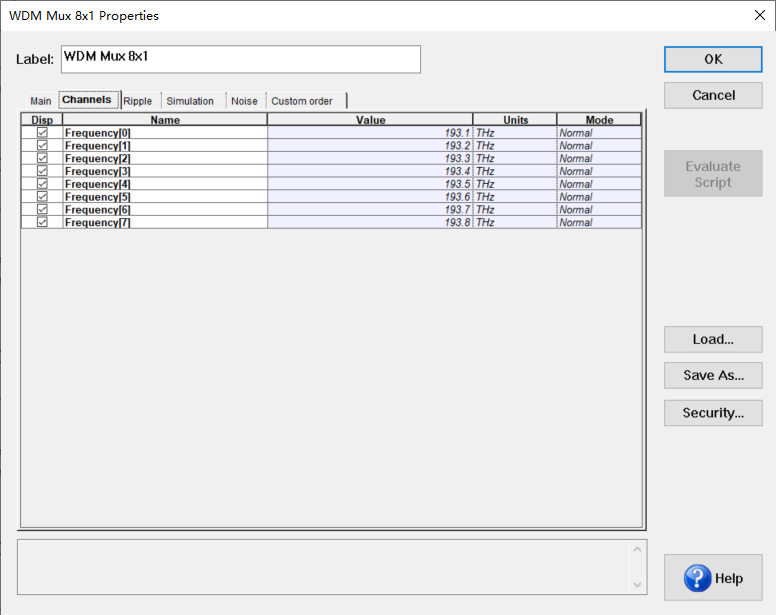 WDM Mux 8x1 Properties
Label: WDM Mux 8x1
OK
Cancel
Main Channels Ripple Simulation Noise Custom order
Disp Name Value Units Mode
Frequency[0] 193.1 THz Normal
Frequency[1] 193.2 THz Normal
Frequency[2] 193.3 THz Normal
Frequency[3] 193.4 THz Normal
Frequency[4] 193.5 THz Normal
Frequency[5] 193.6 THz Normal
Frequency[6] 193.7 THz Normal
Frequency[7] 193.8 THz Normal
Evaluate
Script
Load...
Save As...
Security...
? Help